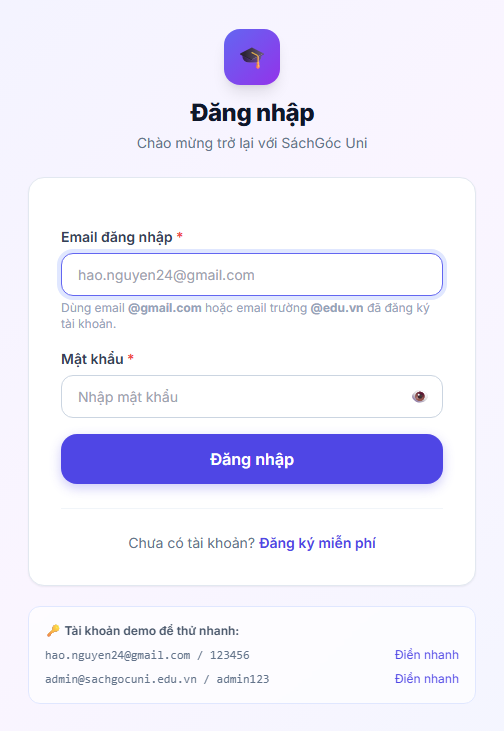 Đăng nhập
Chào mừng trở lại với SáchGóc Uni
Email đăng nhập *
hao.nguyen24@gmail.com
Dùng email @gmail.com hoặc email trường @edu.vn đã đăng ký
tài khoản.
Mật khẩu *
Nhập mật khẩu
Đăng nhập
Chưa có tài khoản? Đăng ký miễn phí
Tài khoản demo để thử nhanh:
hao.nguyen24@gmail.com / 123456 Điền nhanh
admin@sachgocuni.edu.vn / admin123 Điền nhanh